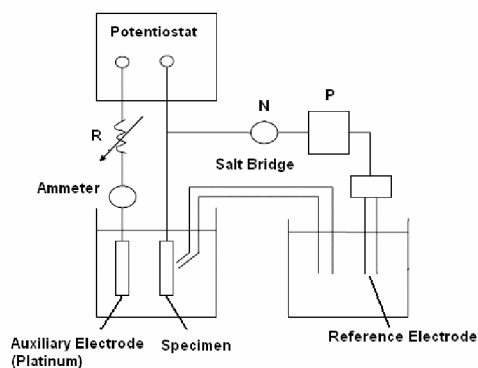 Potentiostat
N
P
R
Salt Bridge
Ammeter
Auxiliary Electrode
(Platinum)
Specimen
Reference Electrode